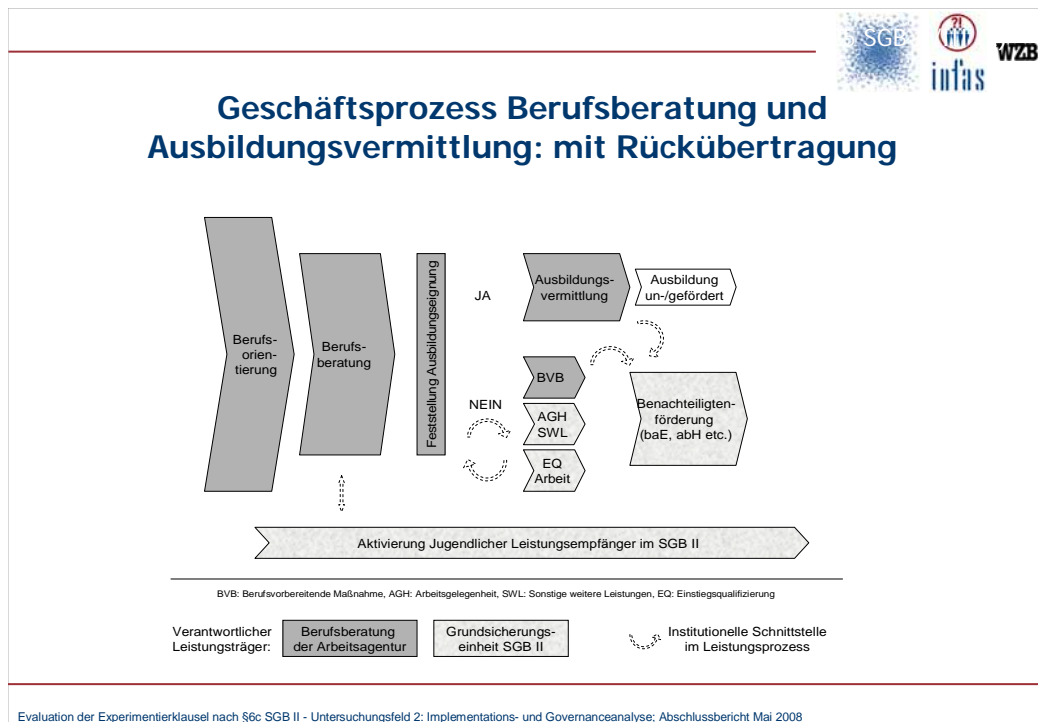 SGB
?!
infas
WZB
Geschäftsprozess Berufsberatung und
Ausbildungsvermittlung: mit Rückübertragung
Berufs-
orien-
tierung
Berufs-
beratung
Feststellung Ausbildungseignung
JA
Ausbildungs-
vermittlung
Ausbildung
un-/gefördert
NEIN
BVB
AGH
SWL
EQ
Arbeit
Benachteiligten-
förderung
(baE, abH etc.)
Aktivierung Jugendlicher Leistungsempfänger im SGB II
BVB: Berufsvorbereitende Maßnahme, AGH: Arbeitsgelegenheit, SWL: Sonstige weitere Leistungen, EQ: Einstiegsqualifizierung
Verantwortlicher
Leistungsträger:
Berufsberatung
der Arbeitsagentur
Grundsicherungs-
einheit SGB II
Institutionelle Schnittstelle
im Leistungsprozess
Evaluation der Experimentierklausel nach §6c SGB II - Untersuchungsfeld 2: Implementations- und Governanceanalyse; Abschlussbericht Mai 2008